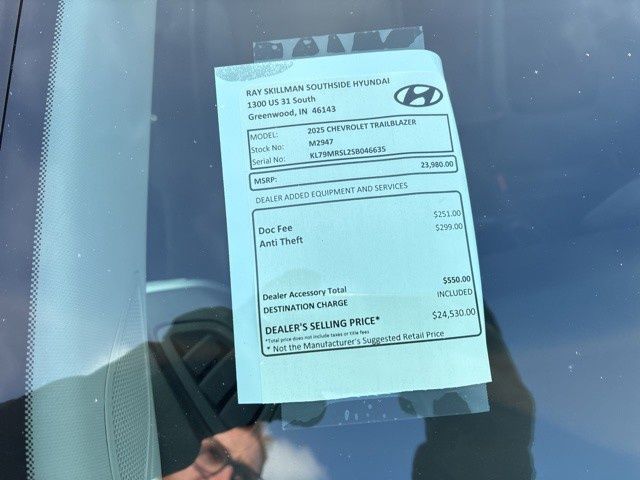 RAY SKILLMAN SOUTHSIDE HYUNDAI
1300 US 31 South
Greenwood, IN 46143
MODEL: 2025 CHEVROLET TRAILBLAZER
Stock No: M2947
Serial No: KL79MRSL2SB046635
MSRP: 23,980.00
DEALER ADDED EQUIPMENT AND SERVICES
Doc Fee $251.00
Anti Theft $299.00
Dealer Accessory Total $550.00
DESTINATION CHARGE INCLUDED
DEALER'S SELLING PRICE* $24,530.00
*Total price does not include taxes or title fees
* Not the Manufacturer's Suggested Retail Price